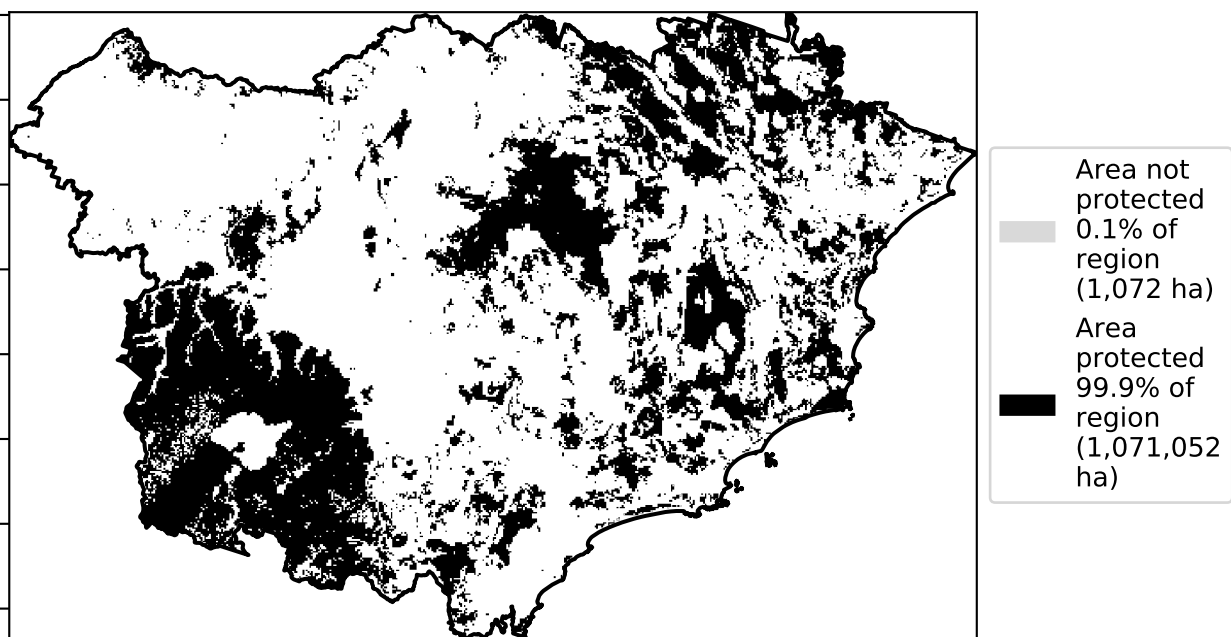 Area not
protected
0.1% of
region
(1,072 ha)
Area
protected
99.9% of
region
(1,071,052
ha)